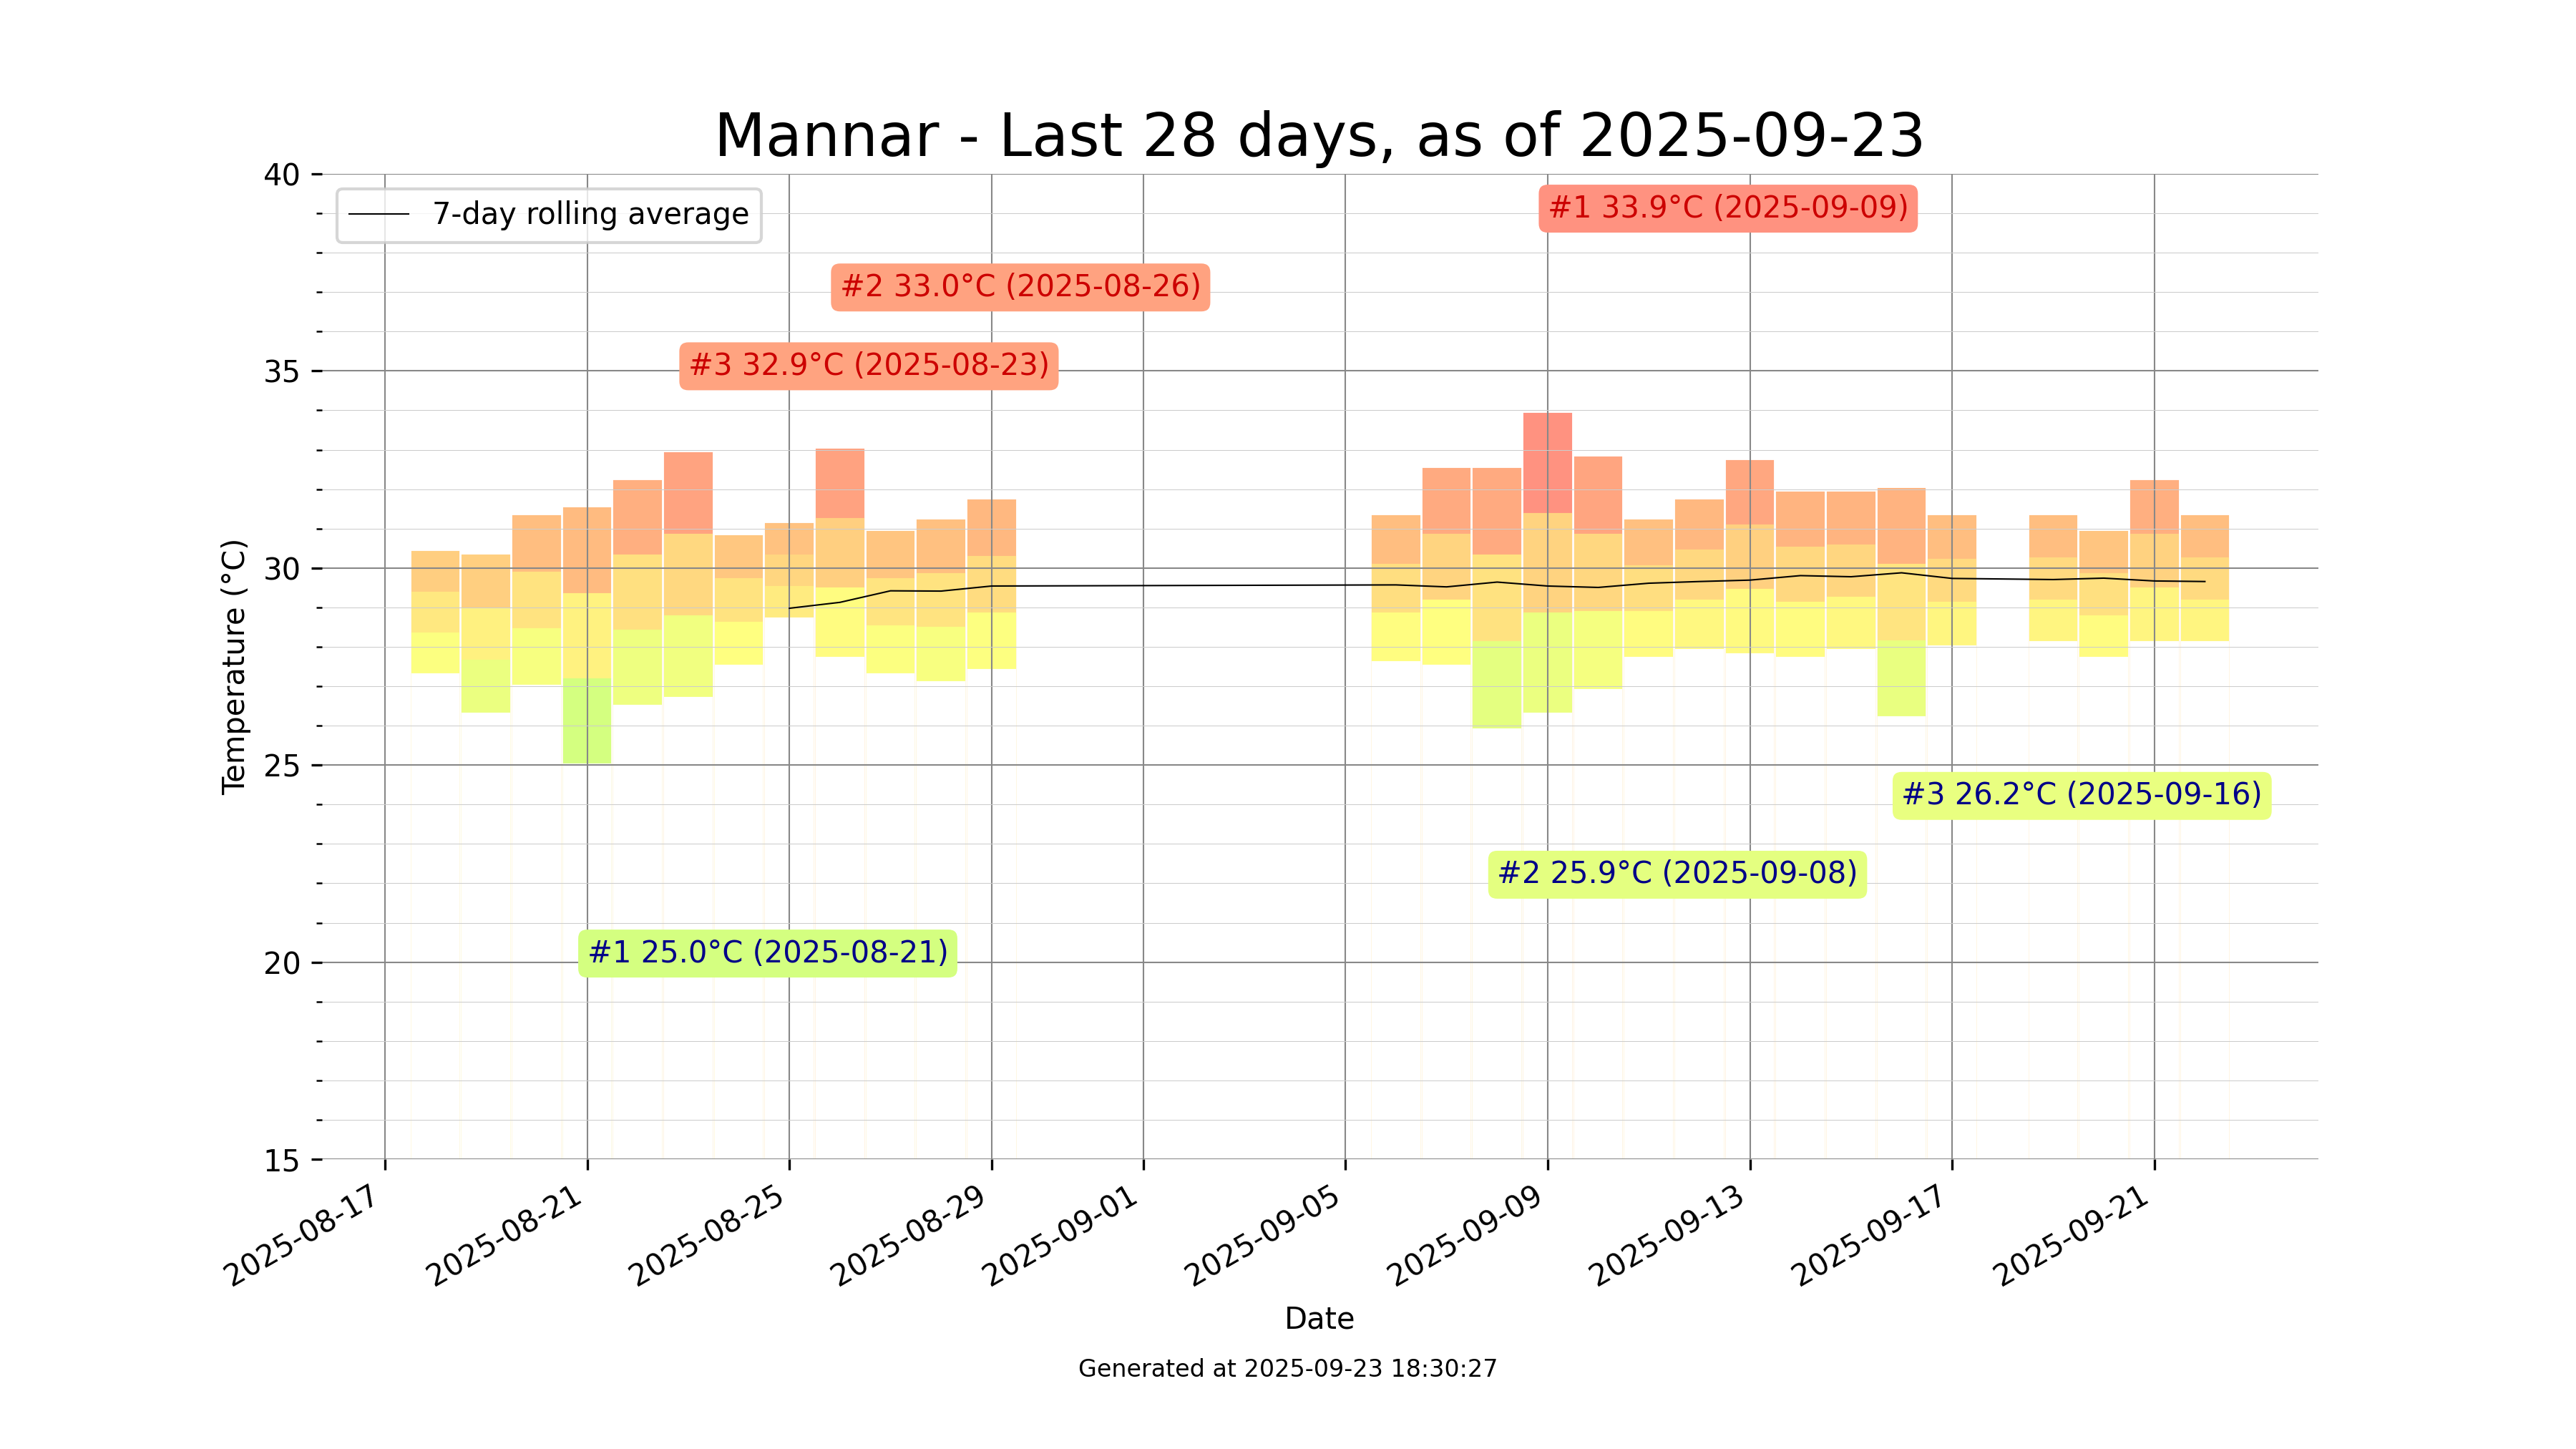 Mannar - Last 28 days, as of 2025-09-23
40
7-day rolling average
#1 33.9°C (2025-09-09)
#2 33.0°C (2025-08-26)
#3 32.9°C (2025-08-23)
35
30
Temperature (°C)
25
#3 26.2°C (2025-09-16)
#2 25.9°C (2025-09-08)
#1 25.0°C (2025-08-21)
20
15
2025-08-17
2025-08-21
2025-08-25
2025-08-29
2025-09-01
2025-09-05
2025-09-09
2025-09-13
2025-09-17
2025-09-21
Date
Generated at 2025-09-23 18:30:27